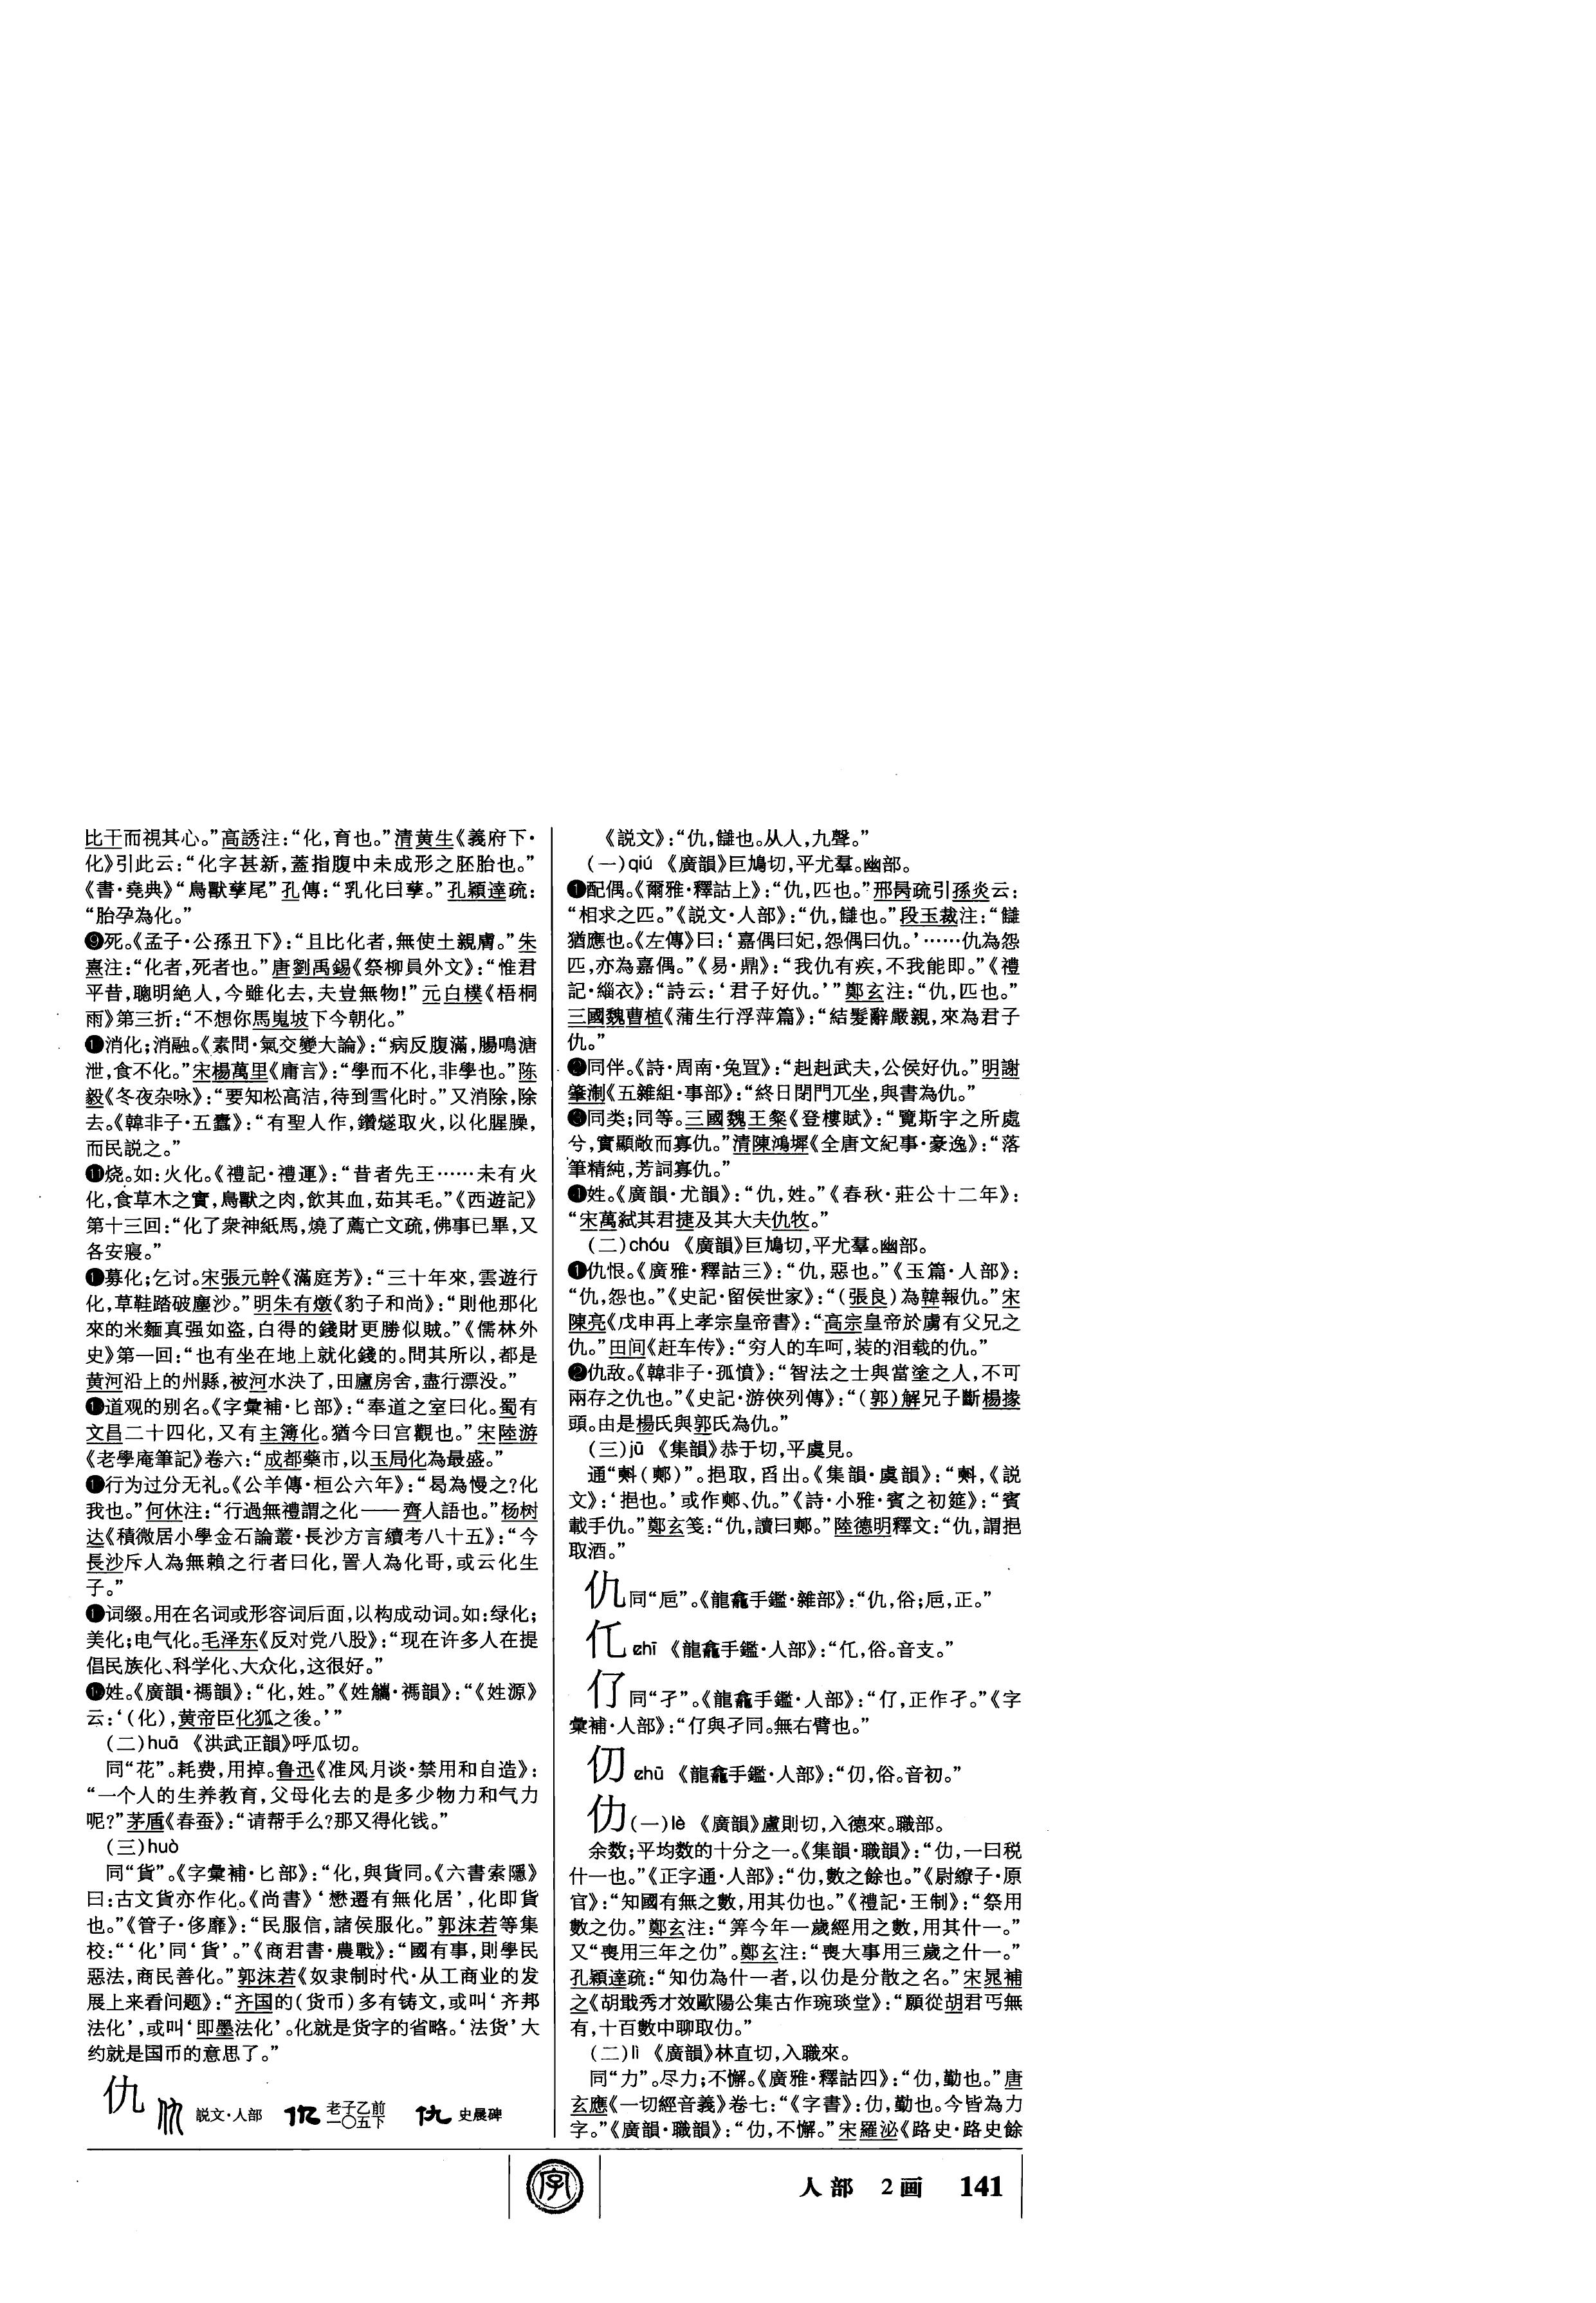 比干而視其心。”高誘注：“化，育也。”清黄生《義府下·
化》引此云：“化字甚新，蓋指腹中未成形之胚胎也。”
《書·堯典》“鳥獸孳尾”孔傳：“乳化曰孳。”孔穎達疏：
“胎孕為化。”
❾死。《孟子·公孫丑下》：“且比化者，無使土親膚。”朱
熹注：“化者，死者也。”唐劉禹錫《祭柳員外文》：“惟君
平昔，聰明絶人，今雖化去，夫豈無物！”元白樸《梧桐
雨》第三折：“不想你馬嵬坡下今朝化。”
消化；消融。《素問·氣交變大論》：“病反腹滿，腸鳴溏
泄，食不化。”宋楊萬里《庸言》：“學而不化，非學也。”陈
毅《冬夜杂咏》：“要知松高洁，待到雪化时。”又消除，除
去。《韓非子·五蠹》：“有聖人作，鑽燧取火，以化腥臊，
而民説之。”
⓫烧。如：火化。《禮記·禮運》：“昔者先王……未有火
化，食草木之實，鳥獸之肉，飲其血，茹其毛。”《西遊記》
第十三回：“化了衆神紙馬，燒了薦亡文疏，佛事已畢，又
各安寢。”
募化；乞讨。宋張元幹《滿庭芳》：“三十年來，雲遊行
化，草鞋踏破塵沙。”明朱有燉《豹子和尚》：“則他那化
來的米麵真强如盗，白得的錢財更勝似賊。”《儒林外
史》第一回：“也有坐在地上就化錢的。問其所以，都是
黄河沿上的州縣，被河水決了，田廬房舍，盡行漂没。”
道观的别名。《字彙補·匕部》：“奉道之室曰化。蜀有
文昌二十四化，又有主簿化。猶今曰宫觀也。”宋陸游
《老學庵筆記》卷六：“成都藥市，以玉局化為最盛。”
行为过分无礼。《公羊傳·桓公六年》：“曷為慢之？化
我也。”何休注：“行過無禮謂之化——齊人語也。”杨树
达《積微居小學金石論叢·長沙方言續考八十五》：“今
長沙斥人為無賴之行者曰化，詈人為化哥，或云化生
子。”
词缀。用在名词或形容词后面，以构成动词。如：绿化；
美化；电气化。毛泽东《反对党八股》：“现在许多人在提
倡民族化、科学化、大众化，这很好。”
姓。《廣韻·禡韻》：“化，姓。”《姓觿·禡韻》：“《姓源》
云：‘（化），黄帝臣化狐之後。’”
（二）huā 《洪武正韻》呼瓜切。
同“花”。耗费，用掉。鲁迅《准风月谈·禁用和自造》：
“一个人的生养教育，父母化去的是多少物力和气力
呢？”茅盾《春蚕》：“请帮手么？那又得化钱。”
（三）huò
同“貨”。《字彙補·匕部》：“化，與貨同。《六書索隱》
曰：古文貨亦作化。《尚書》‘懋遷有無化居’，化即貨
也。”《管子·侈靡》：“民服信，諸侯服化。”郭沫若等集
校：“‘化’同‘貨’。”《商君書·農戰》：“國有事，則學民
惡法，商民善化。”郭沫若《奴隶制时代·从工商业的发
展上来看问题》：“齐国的（货币）多有铸文，或叫‘齐邦
法化’，或叫‘即墨法化’。化就是货字的省略。‘法货’大
约就是国币的意思了。”
仇 説文·人部 老子乙前一〇五下 史晨碑
《説文》：“仇，讎也。从人，九聲。”
（一）qiú 《廣韻》巨鳩切，平尤羣。幽部。
❶配偶。《爾雅·釋詁上》：“仇，匹也。”邢昺疏引孫炎云：
“相求之匹。”《説文·人部》：“仇，讎也。”段玉裁注：“讎
猶應也。《左傳》曰：‘嘉偶曰妃，怨偶曰仇。’……仇為怨
匹，亦為嘉偶。”《易·鼎》：“我仇有疾，不我能即。”《禮
記·緇衣》：“詩云：‘君子好仇。’”鄭玄注：“仇，匹也。”
三國魏曹植《蒲生行浮萍篇》：“結髮辭嚴親，來為君子
仇。”
❷同伴。《詩·周南·兔罝》：“赳赳武夫，公侯好仇。”明謝
肇淛《五雜組·事部》：“終日閉門兀坐，與書為仇。”
❸同类；同等。三國魏王粲《登樓賦》：“覽斯宇之所處
兮，實顯敞而寡仇。”清陳鴻墀《全唐文紀事·豪逸》：“落
筆精純，芳詞寡仇。”
姓。《廣韻·尤韻》：“仇，姓。”《春秋·莊公十二年》：
“宋萬弑其君捷及其大夫仇牧。”
（二）chóu 《廣韻》巨鳩切，平尤羣。幽部。
❶仇恨。《廣雅·釋詁三》：“仇，惡也。”《玉篇·人部》：
“仇，怨也。”《史記·留侯世家》：“（張良）為韓報仇。”宋
陳亮《戊申再上孝宗皇帝書》：“高宗皇帝於虜有父兄之
仇。”田间《赶车传》：“穷人的车呵，装的泪载的仇。”
❷仇敌。《韓非子·孤憤》：“智法之士與當塗之人，不可
兩存之仇也。”《史記·游俠列傳》：“（郭）解兄子斷楊掾
頭。由是楊氏與郭氏為仇。”
（三）jū 《集韻》恭于切，平虞見。
通“𣂏（㪺）”。挹取，舀出。《集韻·虞韻》：“𣂏，《説
文》：‘挹也。’或作㪺、仇。”《詩·小雅·賓之初筵》：“賓
載手仇。”鄭玄笺：“仇，讀曰㪺。”陸德明釋文：“仇，謂挹
取酒。”
同“卮”。《龍龕手鑑·雜部》：“，俗；卮，正。”
zhī 《龍龕手鑑·人部》：“，俗。音支。”
仃同“孑”。《龍龕手鑑·人部》：“，正作孑。”《字
彙補·人部》：“與孑同。無右臂也。”
仞chū 《龍龕手鑑·人部》：“，俗。音初。”
仂（一）lè 《廣韻》盧則切，入德來。職部。
余数；平均数的十分之一。《集韻·職韻》：“仂，一曰税
什一也。”《正字通·人部》：“仂，數之餘也。”《尉繚子·原
官》：“知國有無之數，用其仂也。”《禮記·王制》：“祭用
數之仂。”鄭玄注：“筭今年一歲經用之數，用其什一。”
又“喪用三年之仂”。鄭玄注：“喪大事用三歲之什一。”
孔穎達疏：“知仂為什一者，以仂是分散之名。”宋晁補
之《胡戢秀才效歐陽公集古作琬琰堂》：“願從胡君丐無
有，十百數中聊取仂。”
（二）lì 《廣韻》林直切，入職來。
同“力”。尽力；不懈。《廣雅·釋詁四》：“仂，勤也。”唐
玄應《一切經音義》卷七：“《字書》：仂，勤也。今皆為力
字。”《廣韻·職韻》：“仂，不懈。”宋羅泌《路史·路史餘
字
人部 2画 141